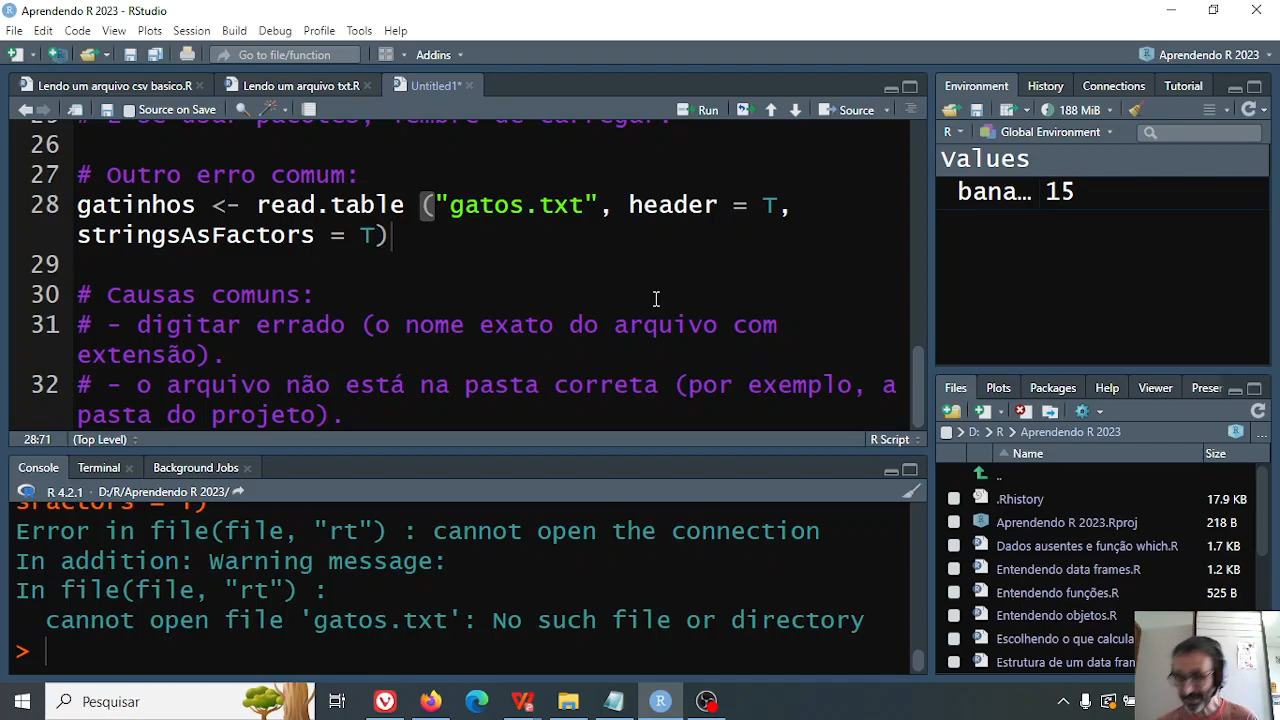 Aprendendo R 2023 - RStudio
File Edit Code View Plots Session Build Debug Profile Tools Help
Go to file/function Addins Aprendendo R 2023
Lendo um arquivo csv basico.R Lendo um arquivo txt.R Untitled1*
Source on Save Run Source
26
27 # Outro erro comum:
28 gatinhos <- read.table ("gatos.txt", header = T,
stringsAsFactors = T)
29
30 # Causas comuns:
31 # - digitar errado (o nome exato do arquivo com
extensão).
32 # - o arquivo não está na pasta correta (por exemplo, a
pasta do projeto).
28:71 (Top Level) R Script
Console Terminal Background Jobs
R 4.2.1 · D:/R/Aprendendo R 2023/
Error in file(file, "rt") : cannot open the connection
In addition: Warning message:
In file(file, "rt") :
cannot open file 'gatos.txt': No such file or directory
>
Environment History Connections Tutorial
188 MiB
R Global Environment
Values
bana… 15
Files Plots Packages Help Viewer Preser
D: R Aprendendo R 2023 ...
Name Size
..
.Rhistory 17.9 KB
Aprendendo R 2023.Rproj 218 B
Dados ausentes e função which.R 1.7 KB
Entendendo data frames.R 1.2 KB
Entendendo funções.R 525 B
Entendendo objetos.R
Escolhendo o que calcula
Estrutura de um data fran
Pesquisar